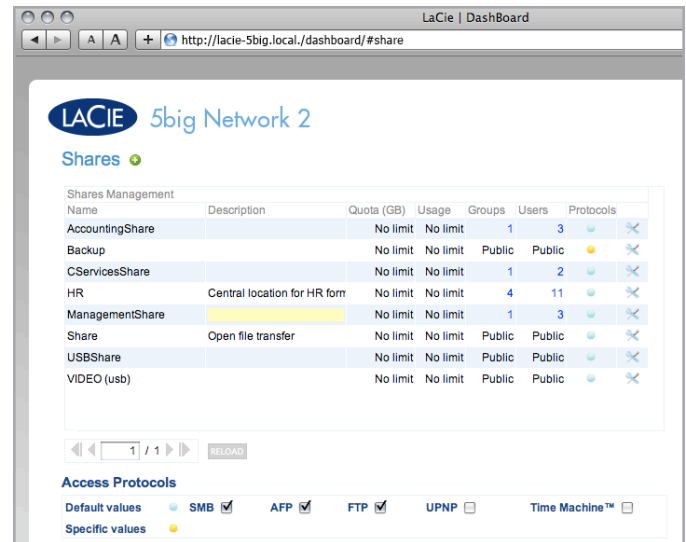 LaCie | DashBoard
A A + http://lacie-5big.local./dashboard/#share
LACIE 5big Network 2
Shares
Shares Management
Name Description Quota (GB) Usage Groups Users Protocols
AccountingShare No limit No limit 1 3
Backup No limit No limit Public Public
CServicesShare No limit No limit 1 2
HR Central location for HR form No limit No limit 4 11
ManagementShare No limit No limit 1 3
Share Open file transfer No limit No limit Public Public
USBShare No limit No limit Public Public
VIDEO (usb) No limit No limit Public Public
1 / 1 RELOAD
Access Protocols
Default values SMB AFP FTP UPNP Time Machine™
Specific values